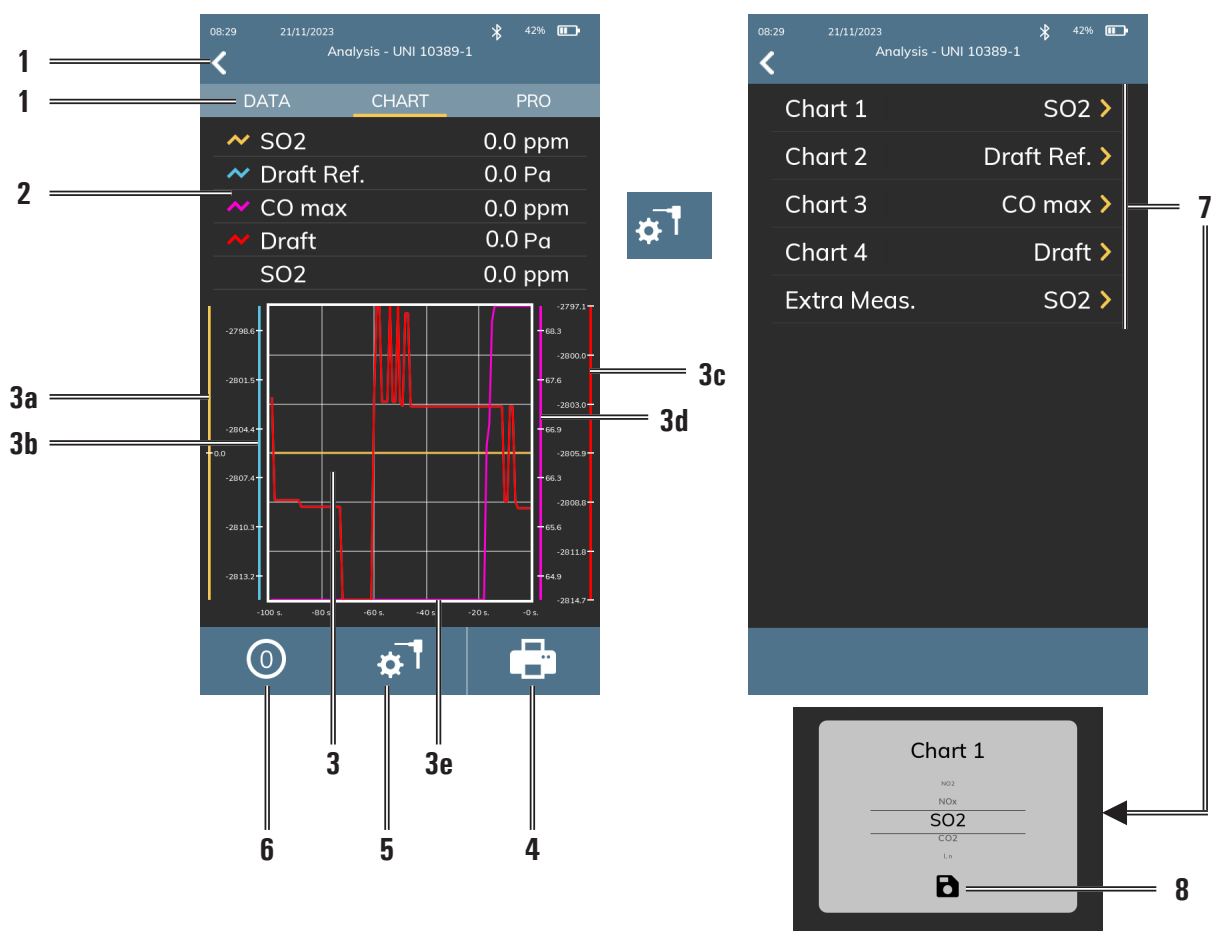 08:29 21/11/2023 42%
Analysis - UNI 10389-1
DATA CHART PRO
SO2 0.0 ppm
Draft Ref. 0.0 Pa
CO max 0.0 ppm
Draft 0.0 Pa
SO2 0.0 ppm
-2798.6
-2801.5
-2804.4
0.0
-2807.4
-2810.3
-2813.2
68.3
67.6
66.9
66.3
65.6
64.9
-2797.1
-2800.0
-2803.0
-2805.9
-2808.8
-2811.8
-2814.7
-100 s. -80 s. -60 s. -40 s. -20 s. -0 s.
0
1
1
2
3a
3b
3c
3d
3
3e
6
5
4
08:29 21/11/2023 42%
Analysis - UNI 10389-1
Chart 1 SO2
Chart 2 Draft Ref.
Chart 3 CO max
Chart 4 Draft
Extra Meas. SO2
7
Chart 1
NO2
NOx
SO2
CO2
8